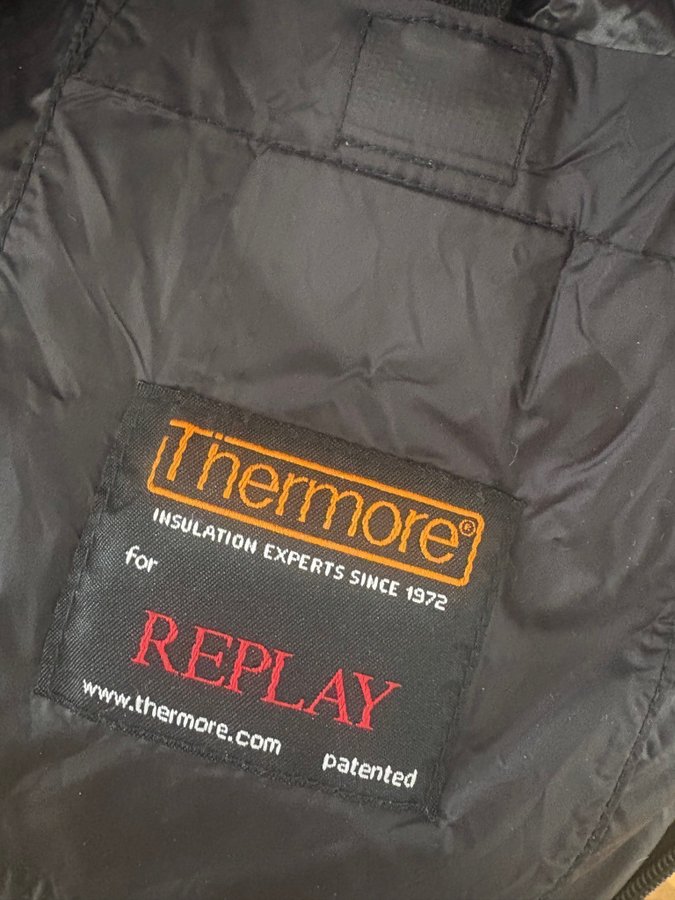 Thermore®
INSULATION EXPERTS SINCE 1972
for
REPLAY
www.thermore.com patented